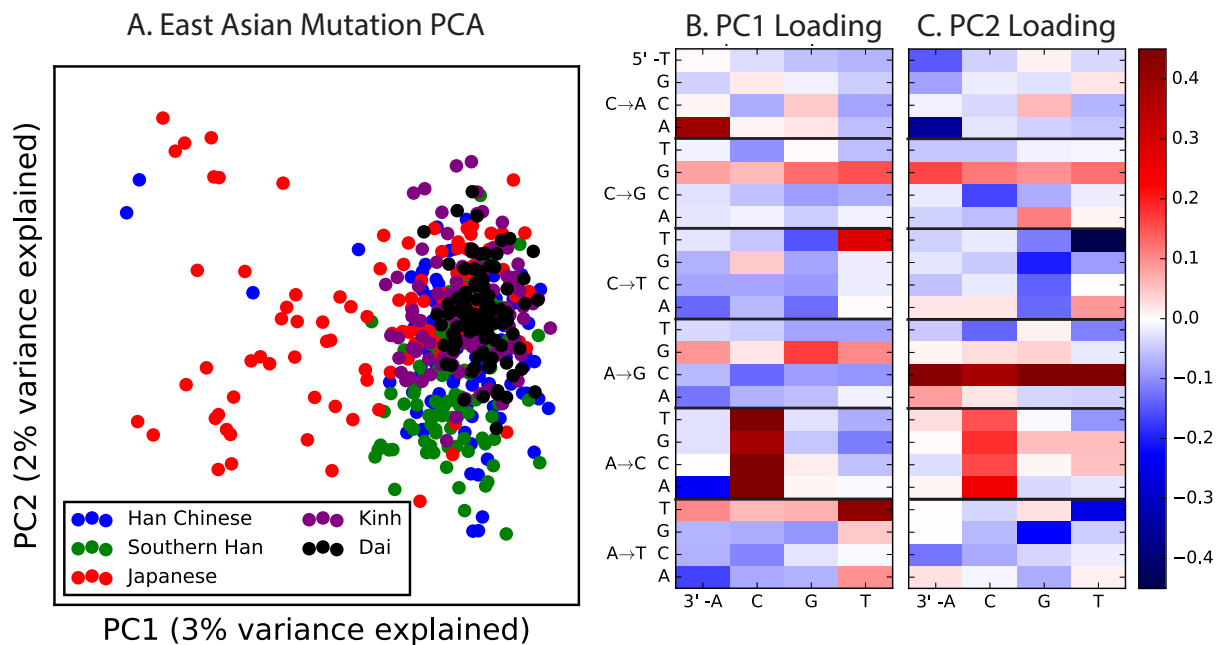 A. East Asian Mutation PCA
PC2 (2% variance explained)
Han Chinese
Southern Han
Japanese
Kinh
Dai
PC1 (3% variance explained)
B. PC1 Loading
5' -T
G
C→A C
A
T
G
C→G C
A
T
G
C→T C
A
T
G
A→G C
A
T
G
A→C C
A
T
G
A→T C
A
3' -A C G T
C. PC2 Loading
3' -A C G T
0.4
0.3
0.2
0.1
0.0
−0.1
−0.2
−0.3
−0.4